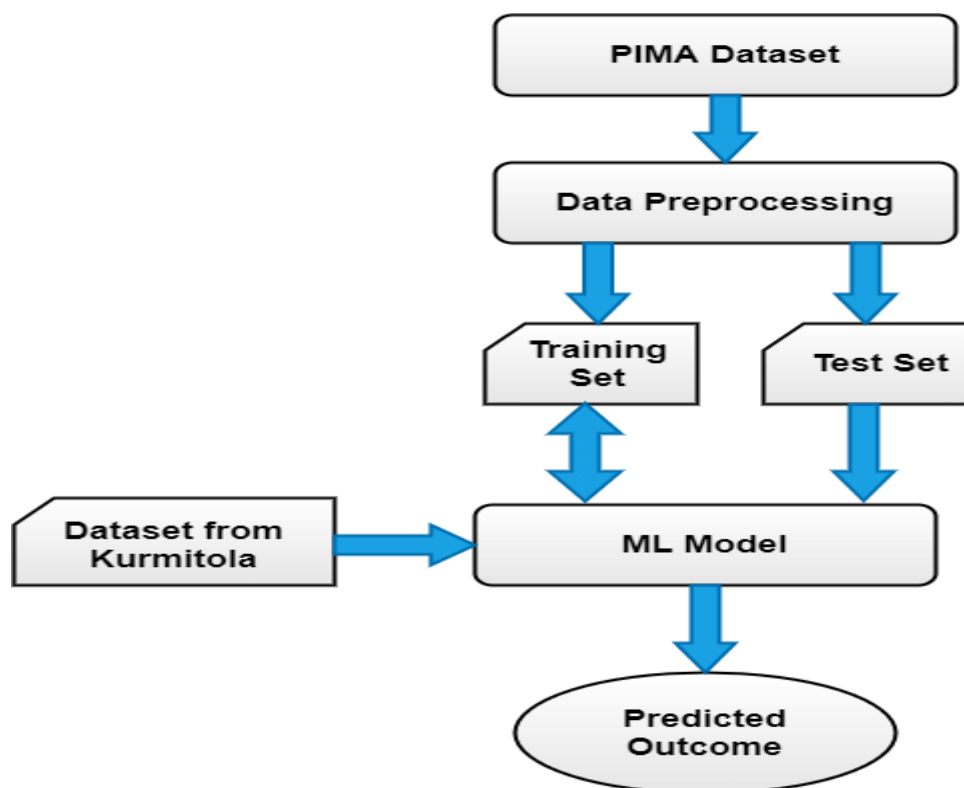 PIMA Dataset
Data Preprocessing
Training
Set
Test Set
Dataset from
Kurmitola
ML Model
Predicted
Outcome